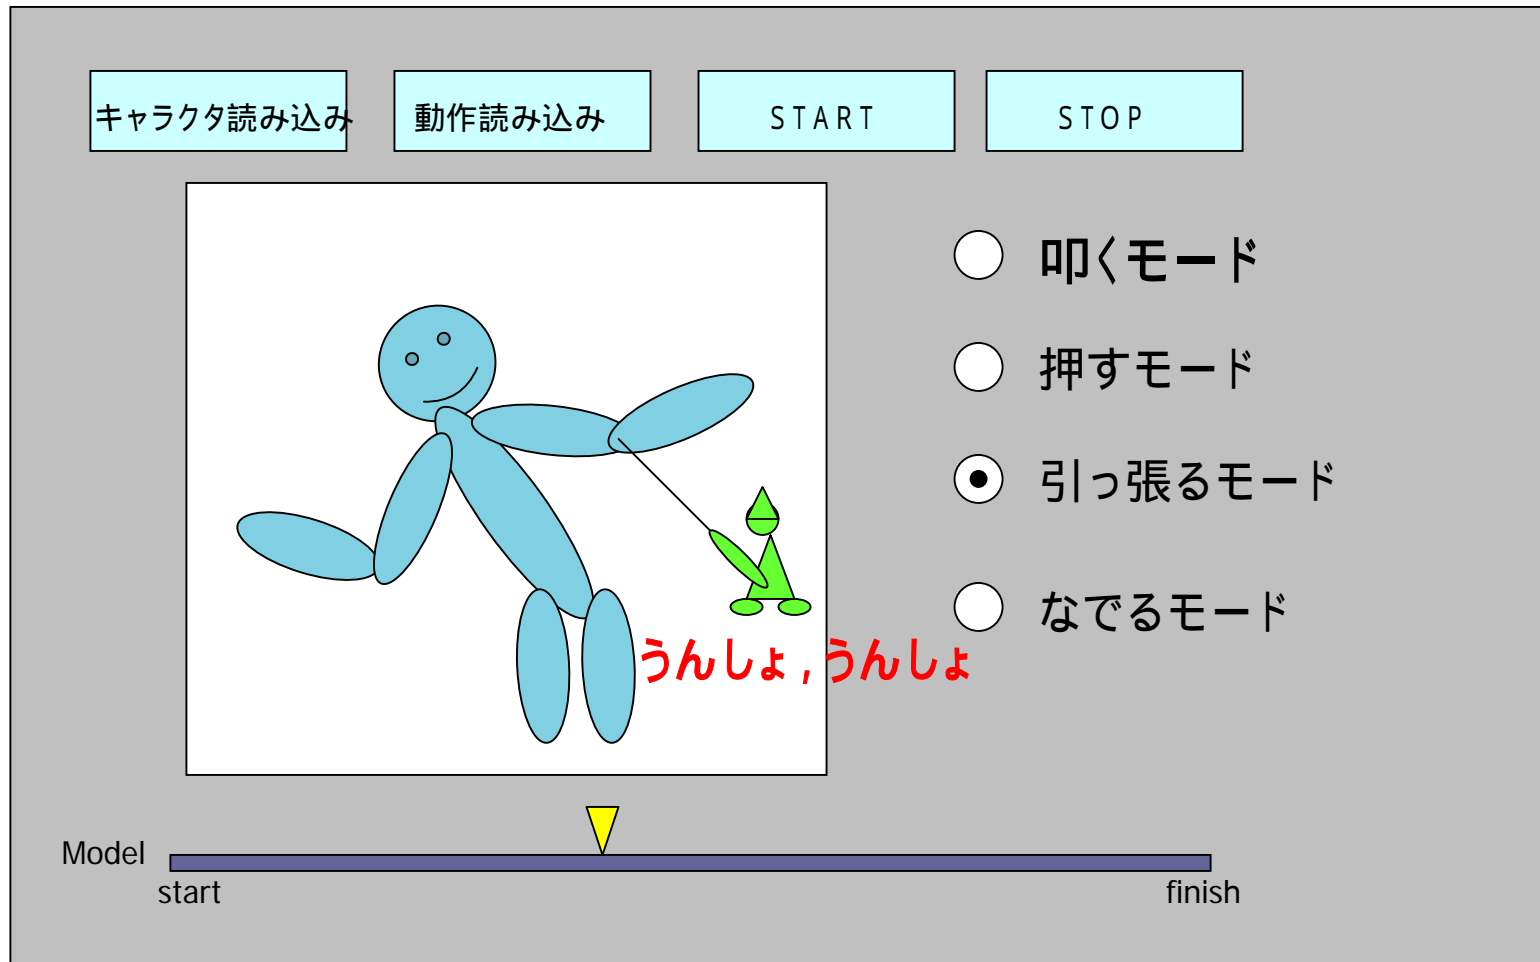 キャラクタ読み込み
動作読み込み
START
STOP
叩くモード
押すモード
引っ張るモード
なでるモード
うんしょ,うんしょ
Model
start
finish